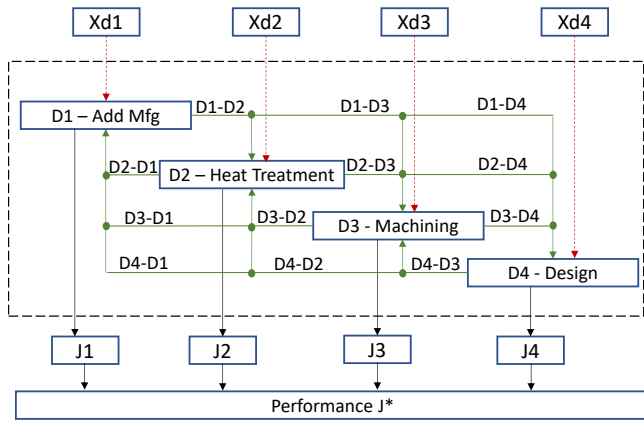 Xd1 Xd2 Xd3 Xd4
D1 – Add Mfg D1-D2 D1-D3 D1-D4
D2-D1 D2 – Heat Treatment D2-D3 D2-D4
D3-D1 D3-D2 D3 - Machining D3-D4
D4-D1 D4-D2 D4-D3 D4 - Design
J1 J2 J3 J4
Performance J*